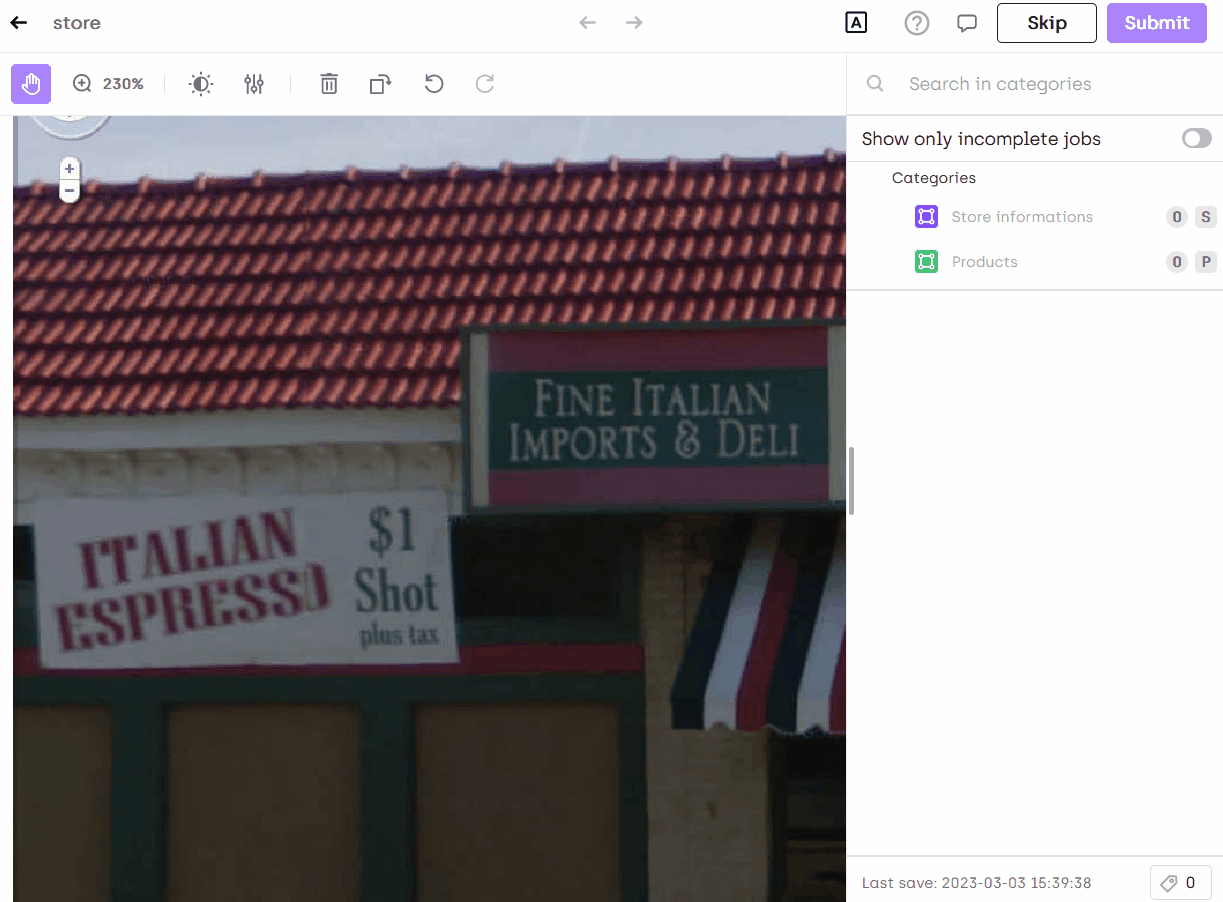 store
A
?
Skip
Submit
230%
Search in categories
Show only incomplete jobs
Categories
Store informations 0 S
Products 0 P
FINE ITALIAN
IMPORTS & DELI
ITALIAN
ESPRESSO
$1
Shot
plus tax
Last save: 2023-03-03 15:39:38
0